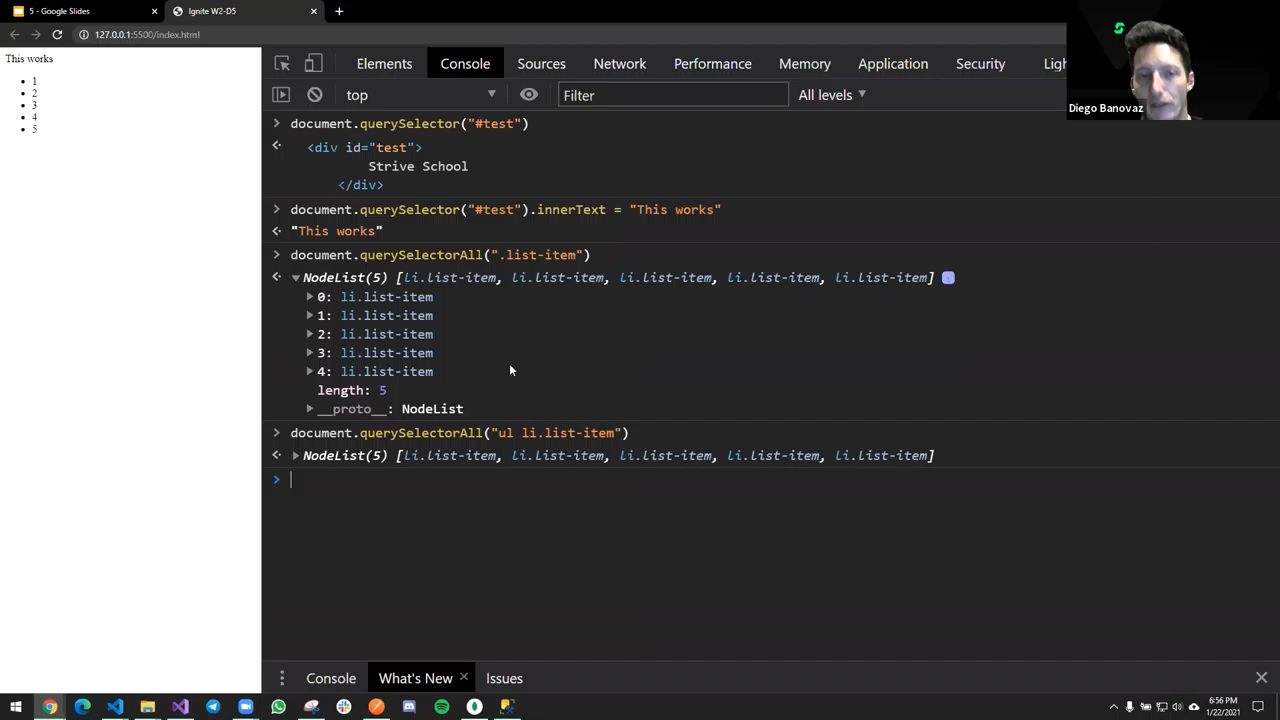 5 - Google Slides
Ignite W2-D5
127.0.0.1:5500/index.html
This works
1
2
3
4
5
Elements Console Sources Network Performance Memory Application Security Ligh
top Filter All levels
Diego Banovaz
document.querySelector("#test")
<div id="test">
Strive School
</div>
document.querySelector("#test").innerText = "This works"
"This works"
document.querySelectorAll(".list-item")
NodeList(5) [li.list-item, li.list-item, li.list-item, li.list-item, li.list-item]
0: li.list-item
1: li.list-item
2: li.list-item
3: li.list-item
4: li.list-item
length: 5
__proto__: NodeList
document.querySelectorAll("ul li.list-item")
NodeList(5) [li.list-item, li.list-item, li.list-item, li.list-item, li.list-item]
Console What's New Issues
6:56 PM
1/22/2021